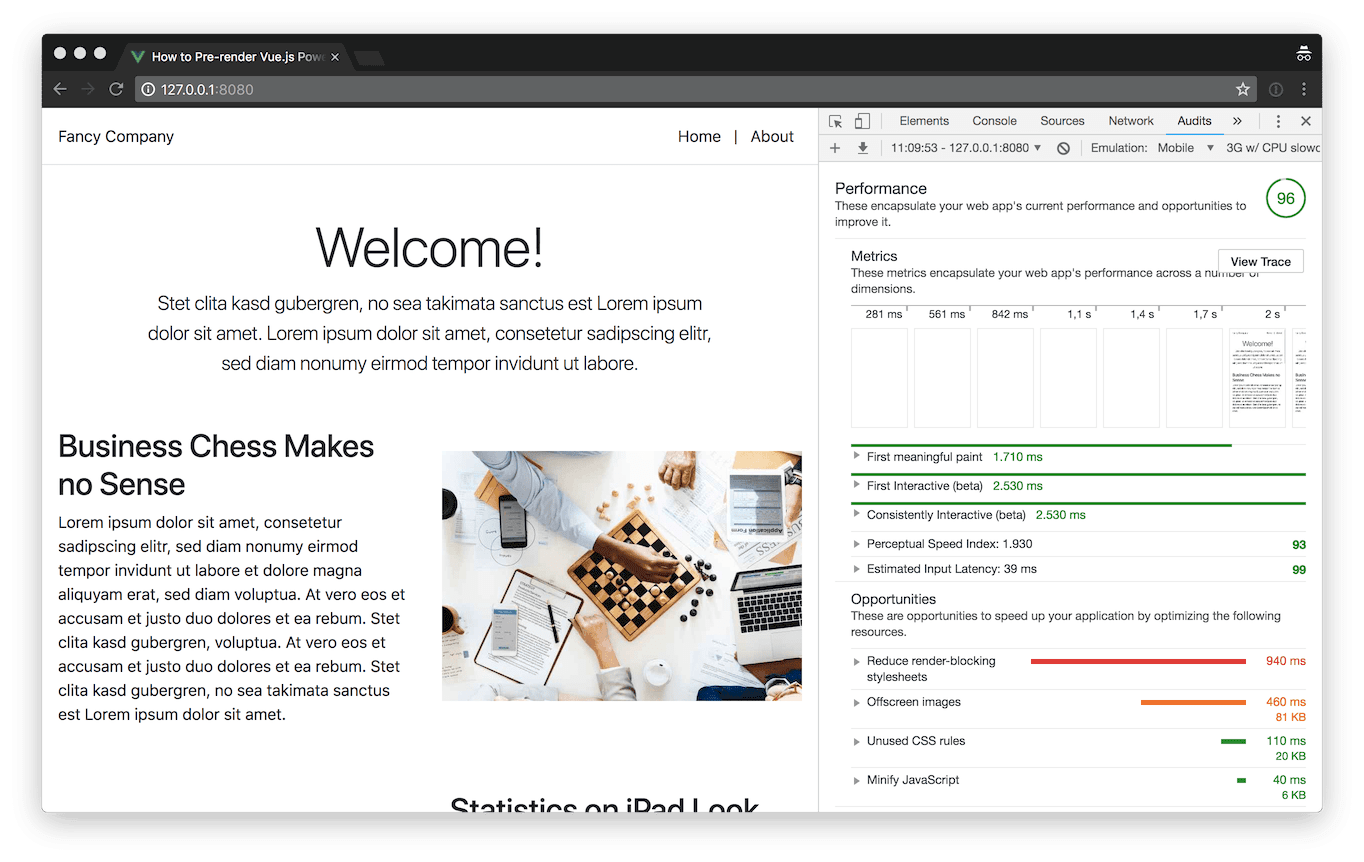 How to Pre-render Vue.js Pow
127.0.0.1:8080
Fancy Company
Home | About
Welcome!
Stet clita kasd gubergren, no sea takimata sanctus est Lorem ipsum
dolor sit amet. Lorem ipsum dolor sit amet, consetetur sadipscing elitr,
sed diam nonumy eirmod tempor invidunt ut labore.
Business Chess Makes
no Sense
Lorem ipsum dolor sit amet, consetetur
sadipscing elitr, sed diam nonumy eirmod
tempor invidunt ut labore et dolore magna
aliquyam erat, sed diam voluptua. At vero eos et
accusam et justo duo dolores et ea rebum. Stet
clita kasd gubergren, voluptua. At vero eos et
accusam et justo duo dolores et ea rebum. Stet
clita kasd gubergren, no sea takimata sanctus
est Lorem ipsum dolor sit amet.
Application Form
Statistics on iPad Look
Elements Console Sources Network Audits »
11:09:53 - 127.0.0.1:8080 Emulation: Mobile 3G w/ CPU slowd
Performance
These encapsulate your web app's current performance and opportunities to
improve it.
96
Metrics
View Trace
These metrics encapsulate your web app's performance across a number of
dimensions.
281 ms 561 ms 842 ms 1,1 s 1,4 s 1,7 s 2 s
Welcome!
Business Chess Makes no
Sense
First meaningful paint 1.710 ms
First Interactive (beta) 2.530 ms
Consistently Interactive (beta) 2.530 ms
Perceptual Speed Index: 1.930 93
Estimated Input Latency: 39 ms 99
Opportunities
These are opportunities to speed up your application by optimizing the following
resources.
Reduce render-blocking
stylesheets
940 ms
Offscreen images 460 ms
81 KB
Unused CSS rules 110 ms
20 KB
Minify JavaScript 40 ms
6 KB